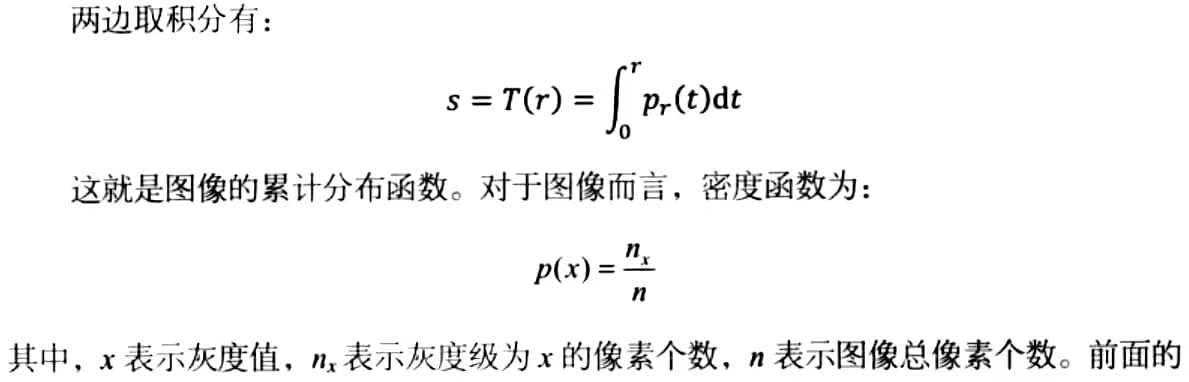 两边取积分有：
s = T(r) = ∫₀ʳ pᵣ(t)dt
这就是图像的累计分布函数。对于图像而言，密度函数为：
p(x) = nₓ/n
其中，x 表示灰度值，nₓ 表示灰度级为 x 的像素个数，n 表示图像总像素个数。前面的